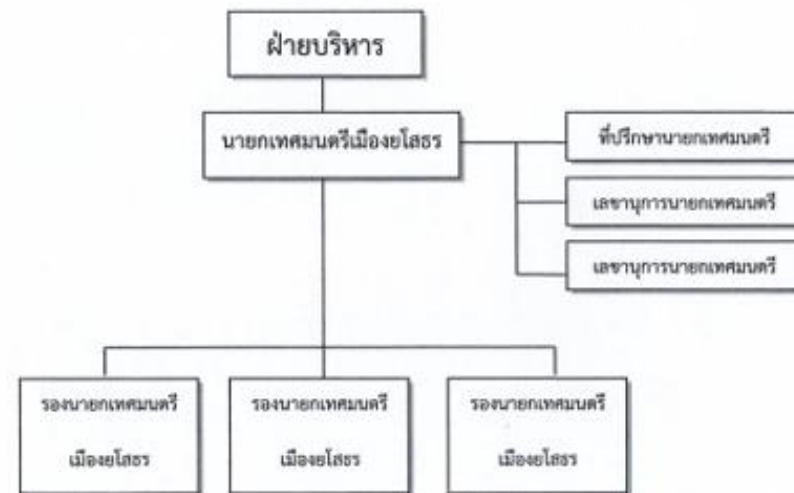 ฝ่ายบริหาร
นายกเทศมนตรีเมืองยโสธร
ที่ปรึกษานายกเทศมนตรี
เลขานุการนายกเทศมนตรี
เลขานุการนายกเทศมนตรี
รองนายกเทศมนตรี
เมืองยโสธร
รองนายกเทศมนตรี
เมืองยโสธร
รองนายกเทศมนตรี
เมืองยโสธร